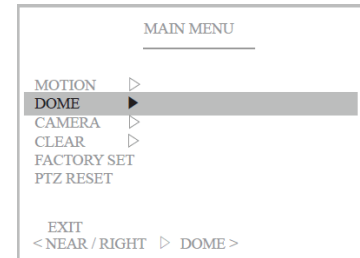 MAIN MENU
MOTION ▷
DOME ▶
CAMERA ▷
CLEAR ▷
FACTORY SET
PTZ RESET
EXIT
< NEAR / RIGHT ▷ DOME >